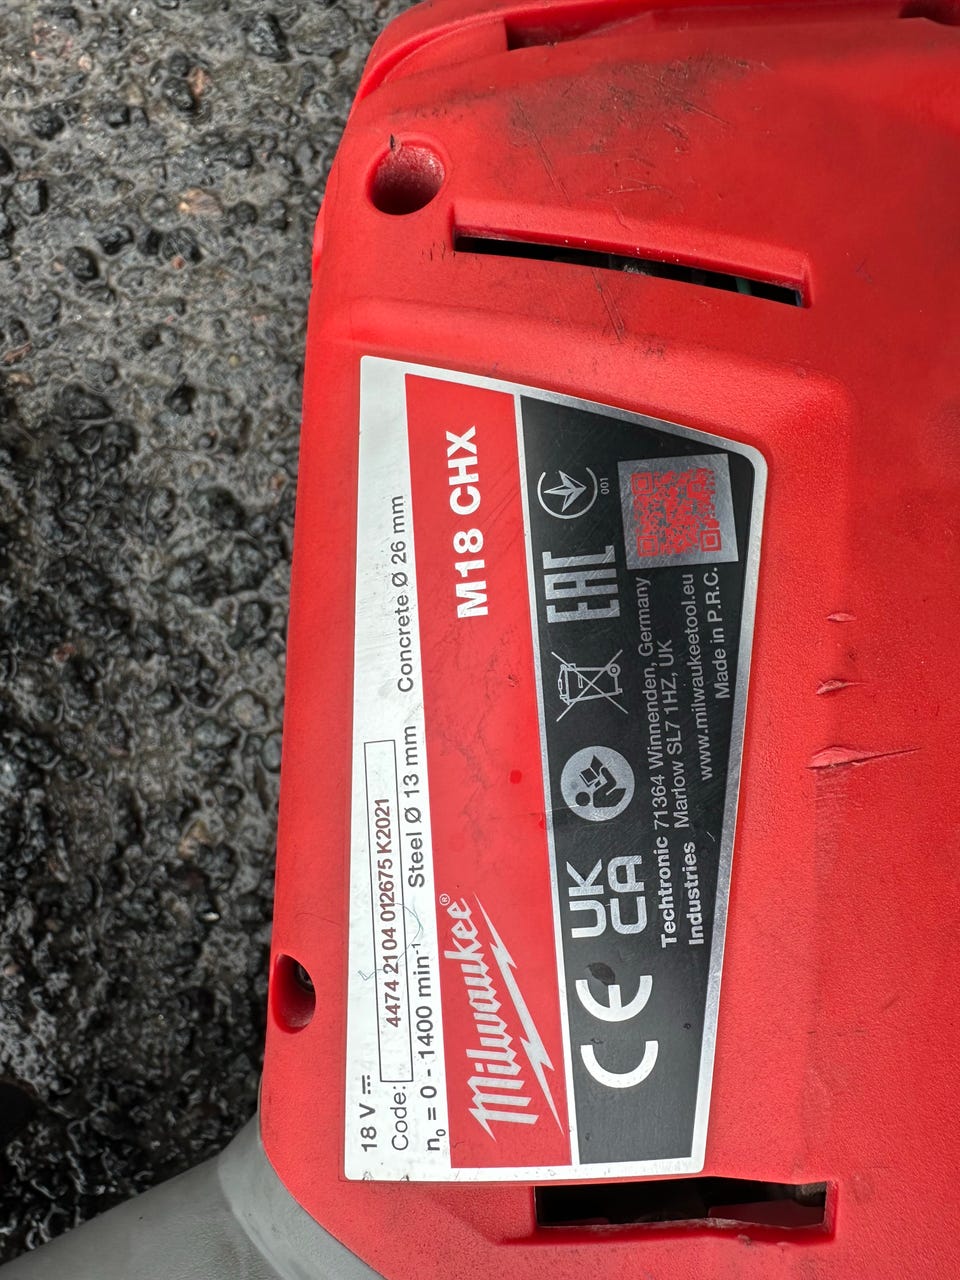 18 V
Code: 4474 21 04 012675 K2021
n₀ = 0 - 1400 min⁻¹ Steel Ø 13 mm Concrete Ø 26 mm
Milwaukee® M18 CHX
CE UK CA EAC 001
Techtronic Industries
71364 Winnenden, Germany
Marlow SL7 1HZ, UK
www.milwaukeetool.eu
Made in P.R.C.